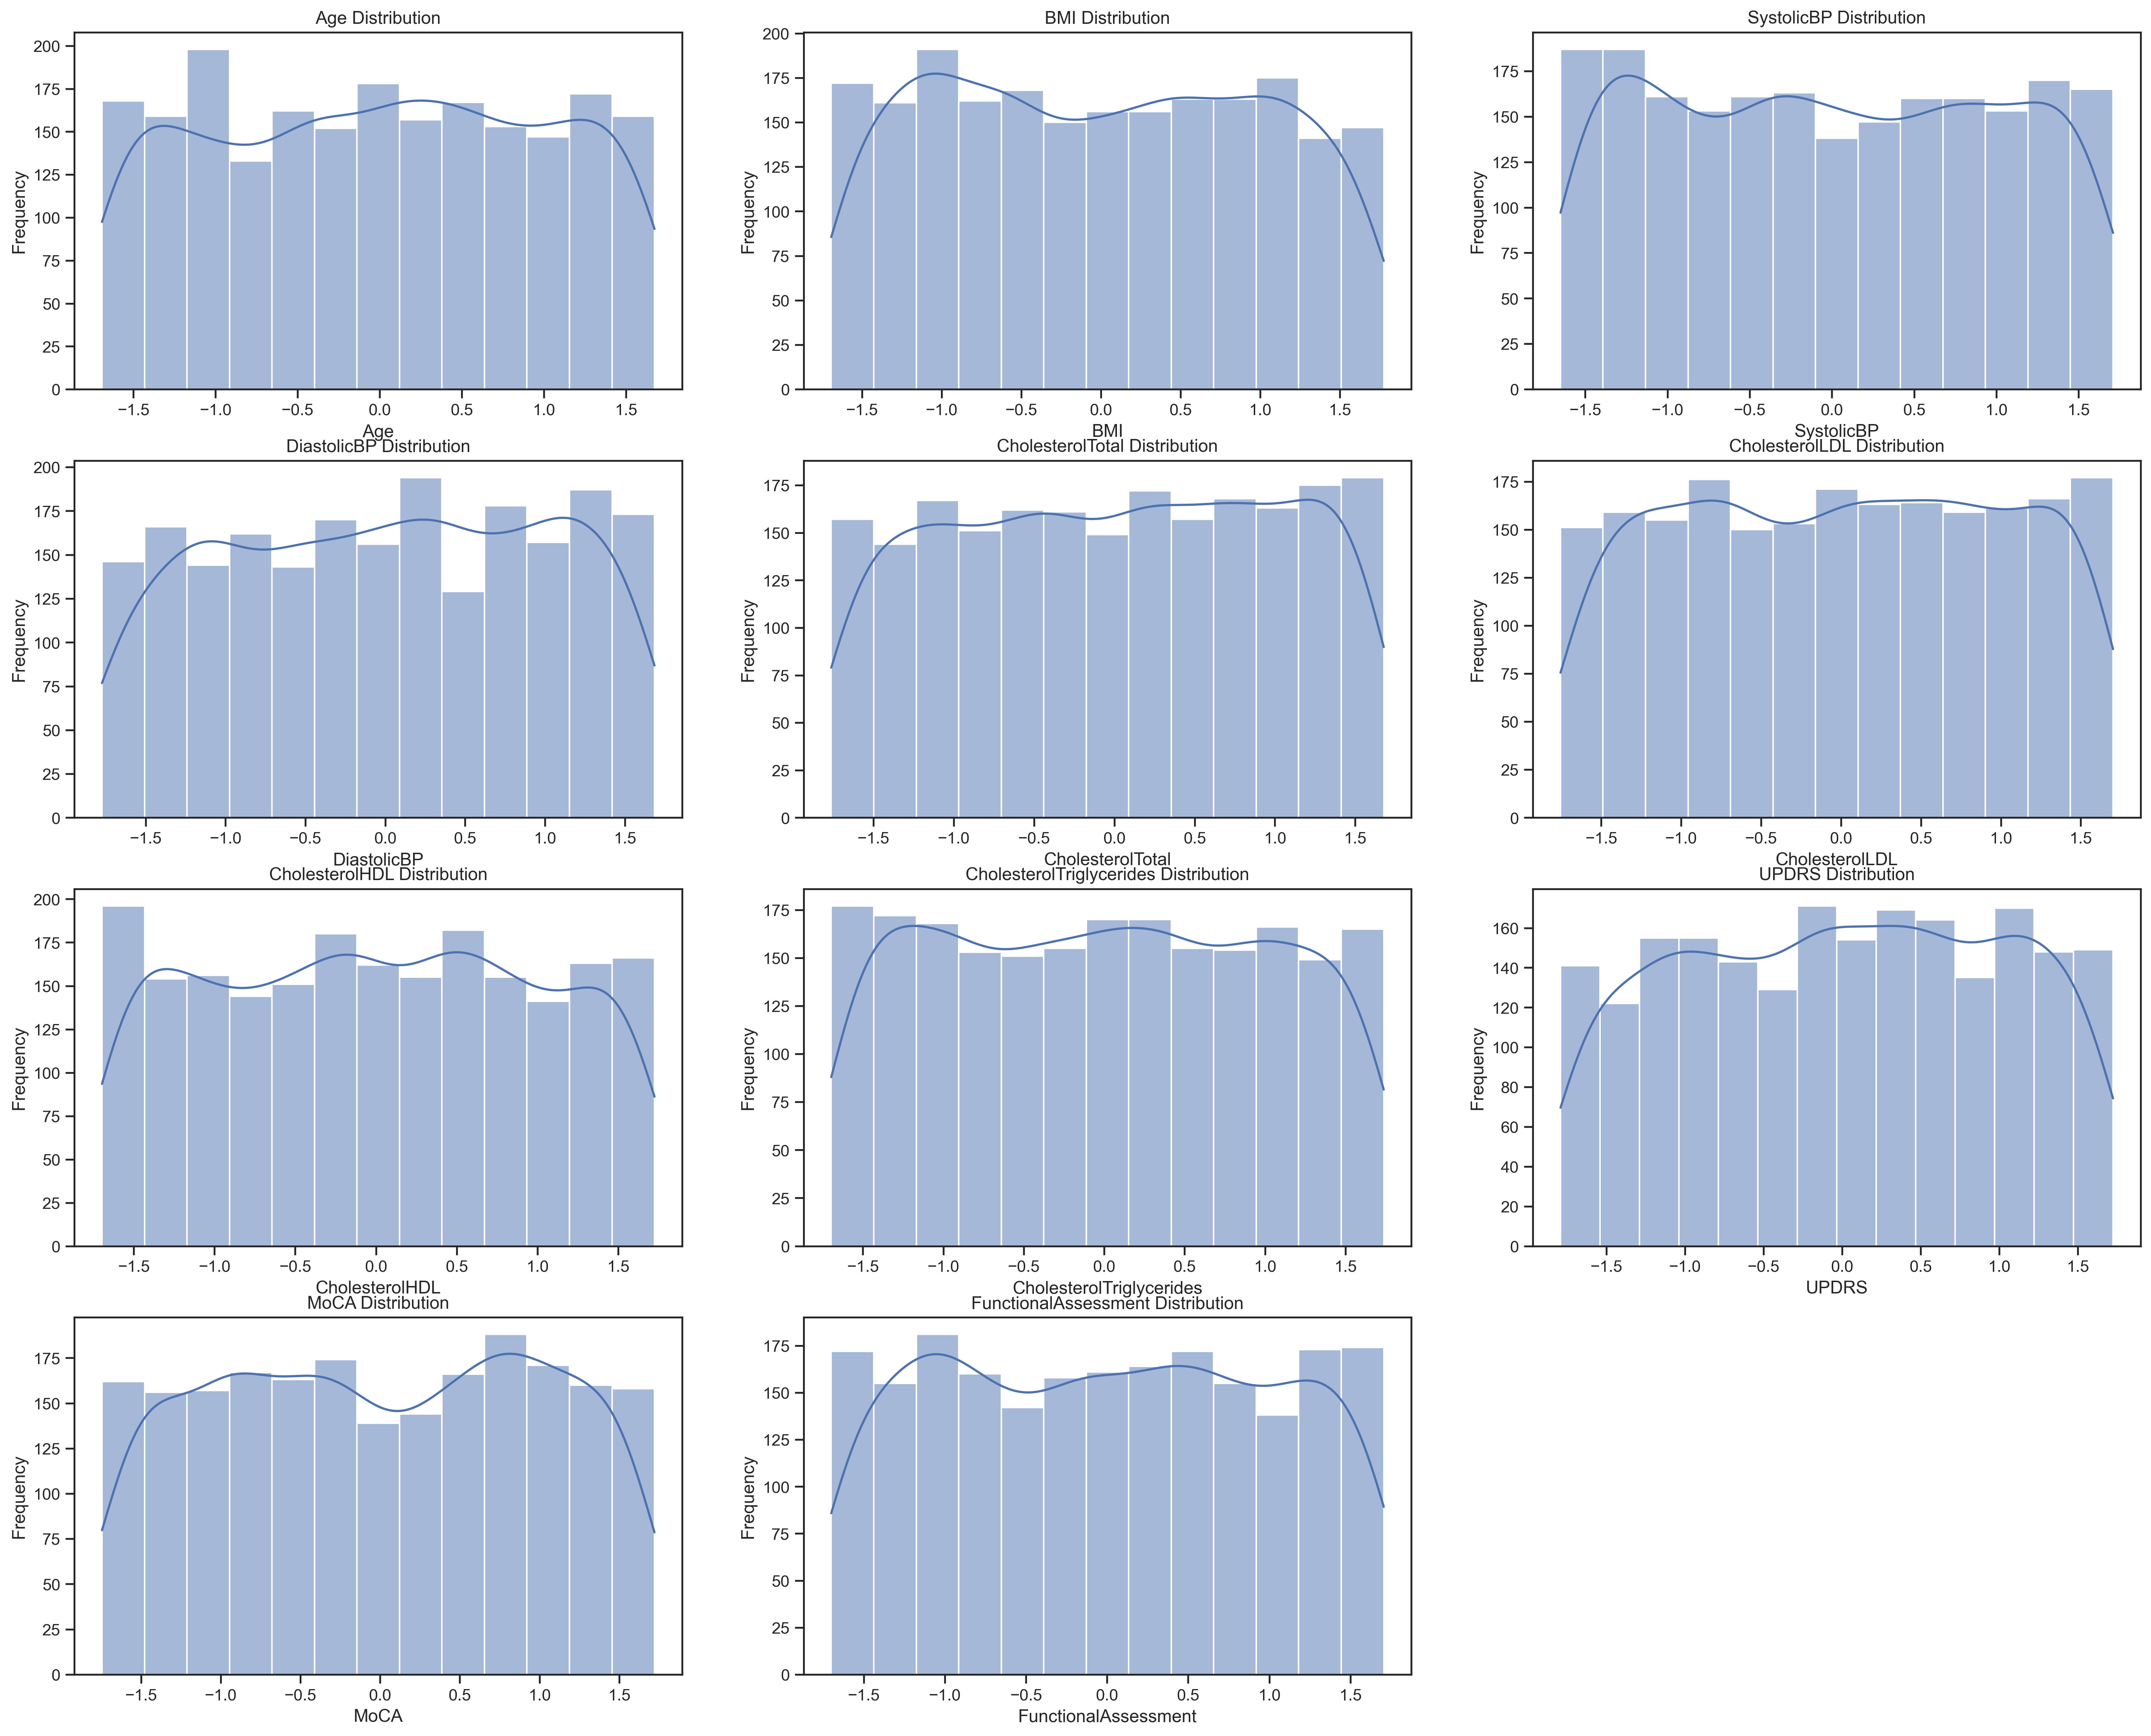 Age Distribution
Frequency
200
175
150
125
100
75
50
25
0
−1.5 −1.0 −0.5 0.0 0.5 1.0 1.5
Age
BMI Distribution
Frequency
200
175
150
125
100
75
50
25
0
−1.5 −1.0 −0.5 0.0 0.5 1.0 1.5
BMI
SystolicBP Distribution
Frequency
175
150
125
100
75
50
25
0
−1.5 −1.0 −0.5 0.0 0.5 1.0 1.5
SystolicBP
DiastolicBP Distribution
Frequency
200
175
150
125
100
75
50
25
0
−1.5 −1.0 −0.5 0.0 0.5 1.0 1.5
DiastolicBP
CholesterolTotal Distribution
Frequency
175
150
125
100
75
50
25
0
−1.5 −1.0 −0.5 0.0 0.5 1.0 1.5
CholesterolTotal
CholesterolLDL Distribution
Frequency
175
150
125
100
75
50
25
0
−1.5 −1.0 −0.5 0.0 0.5 1.0 1.5
CholesterolLDL
CholesterolHDL Distribution
Frequency
200
175
150
125
100
75
50
25
0
−1.5 −1.0 −0.5 0.0 0.5 1.0 1.5
CholesterolHDL
CholesterolTriglycerides Distribution
Frequency
175
150
125
100
75
50
25
0
−1.5 −1.0 −0.5 0.0 0.5 1.0 1.5
CholesterolTriglycerides
UPDRS Distribution
Frequency
160
140
120
100
80
60
40
20
0
−1.5 −1.0 −0.5 0.0 0.5 1.0 1.5
UPDRS
MoCA Distribution
Frequency
175
150
125
100
75
50
25
0
−1.5 −1.0 −0.5 0.0 0.5 1.0 1.5
MoCA
FunctionalAssessment Distribution
Frequency
175
150
125
100
75
50
25
0
−1.5 −1.0 −0.5 0.0 0.5 1.0 1.5
FunctionalAssessment